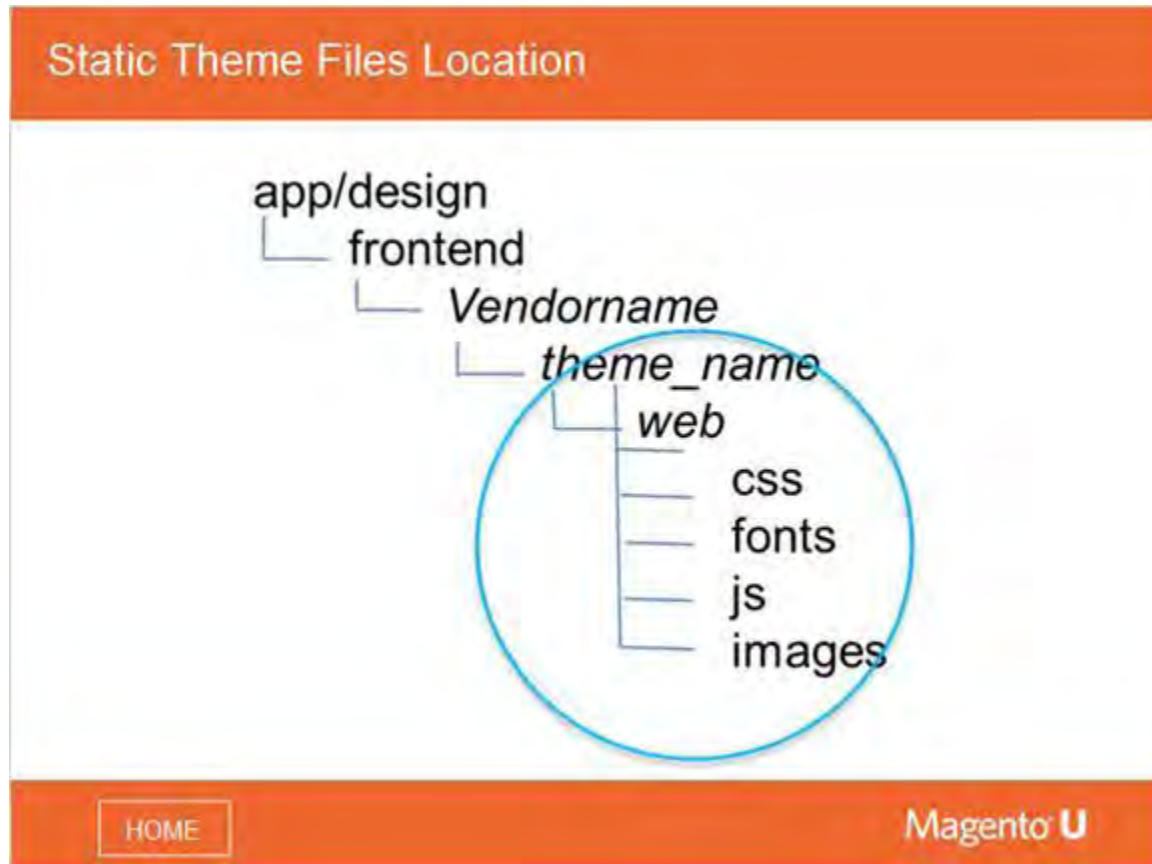 Static Theme Files Location
app/design
frontend
Vendorname
theme_name
web
css
fonts
js
images
HOME
Magento U